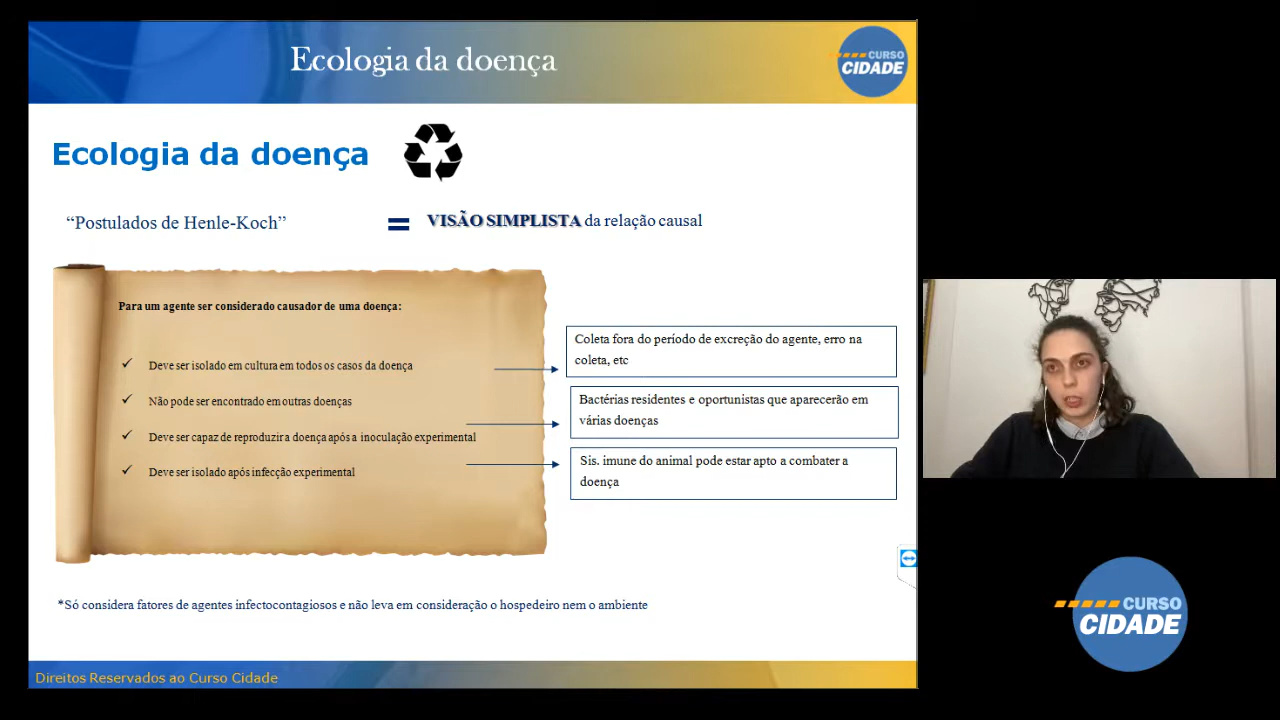 Ecologia da doença
CURSO
CIDADE
Ecologia da doença
“Postulados de Henle-Koch”
= VISÃO SIMPLISTA da relação causal
Para um agente ser considerado causador de uma doença:
✓ Deve ser isolado em cultura em todos os casos da doença
✓ Não pode ser encontrado em outras doenças
✓ Deve ser capaz de reproduzir a doença após a inoculação experimental
✓ Deve ser isolado após infecção experimental
Coleta fora do período de excreção do agente, erro na
coleta, etc
Bactérias residentes e oportunistas que aparecerão em
várias doenças
Sis. imune do animal pode estar apto a combater a
doença
*Só considera fatores de agentes infectocontagiosos e não leva em consideração o hospedeiro nem o ambiente
Direitos Reservados ao Curso Cidade
CURSO
CIDADE